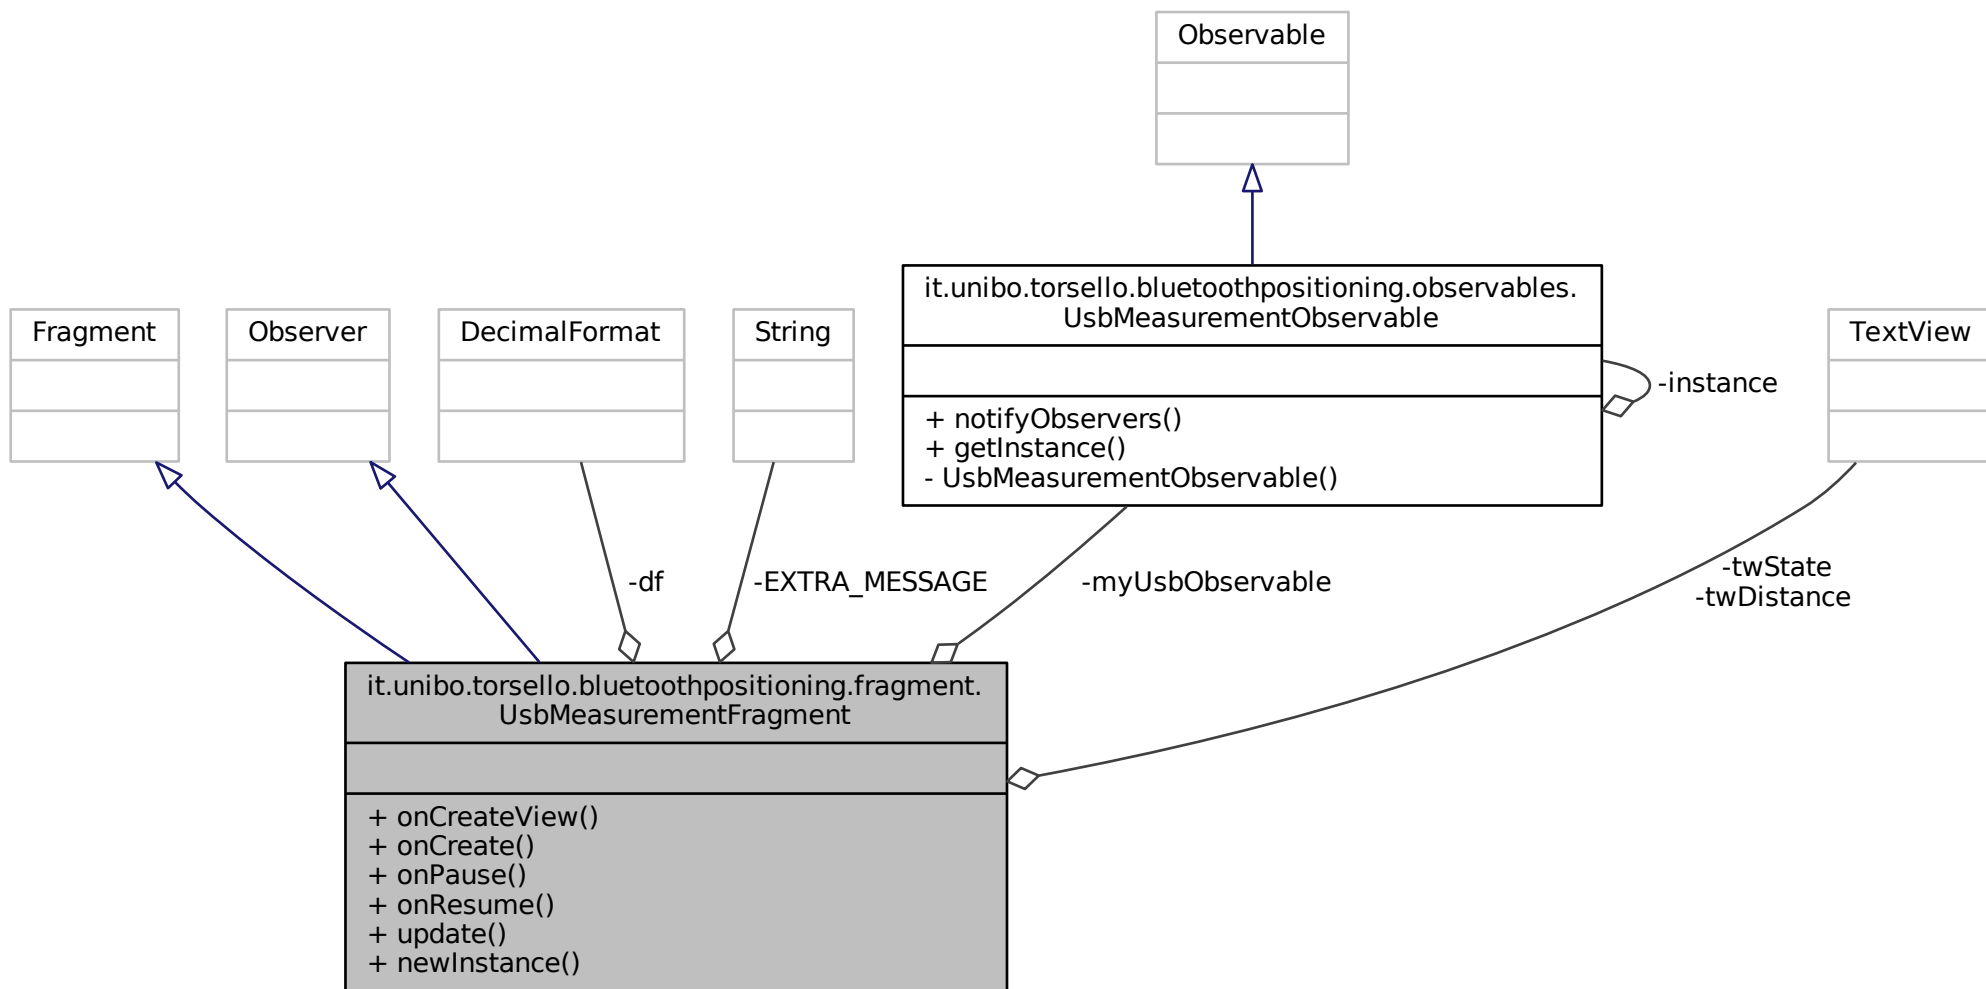 Observable
it.unibo.torsello.bluetoothpositioning.observables.
UsbMeasurementObservable
Fragment
Observer
DecimalFormat
String
TextView
-instance
+ notifyObservers()
+ getInstance()
- UsbMeasurementObservable()
-df
-EXTRA_MESSAGE
-myUsbObservable
-twState
-twDistance
it.unibo.torsello.bluetoothpositioning.fragment.
UsbMeasurementFragment
+ onCreateView()
+ onCreate()
+ onPause()
+ onResume()
+ update()
+ newInstance()